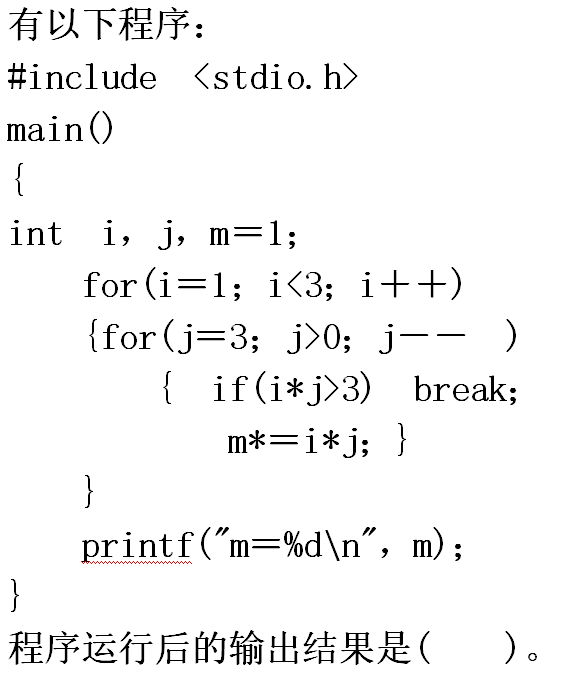 有以下程序：
#include <stdio.h>
main()
{
int i，j，m＝1；
for(i＝1；i<3；i＋＋)
{for(j＝3；j>0；j－－ )
{ if(i*j>3) break；
m*＝i*j；}
}
printf("m＝%d\n"，m)；
}
程序运行后的输出结果是( )。